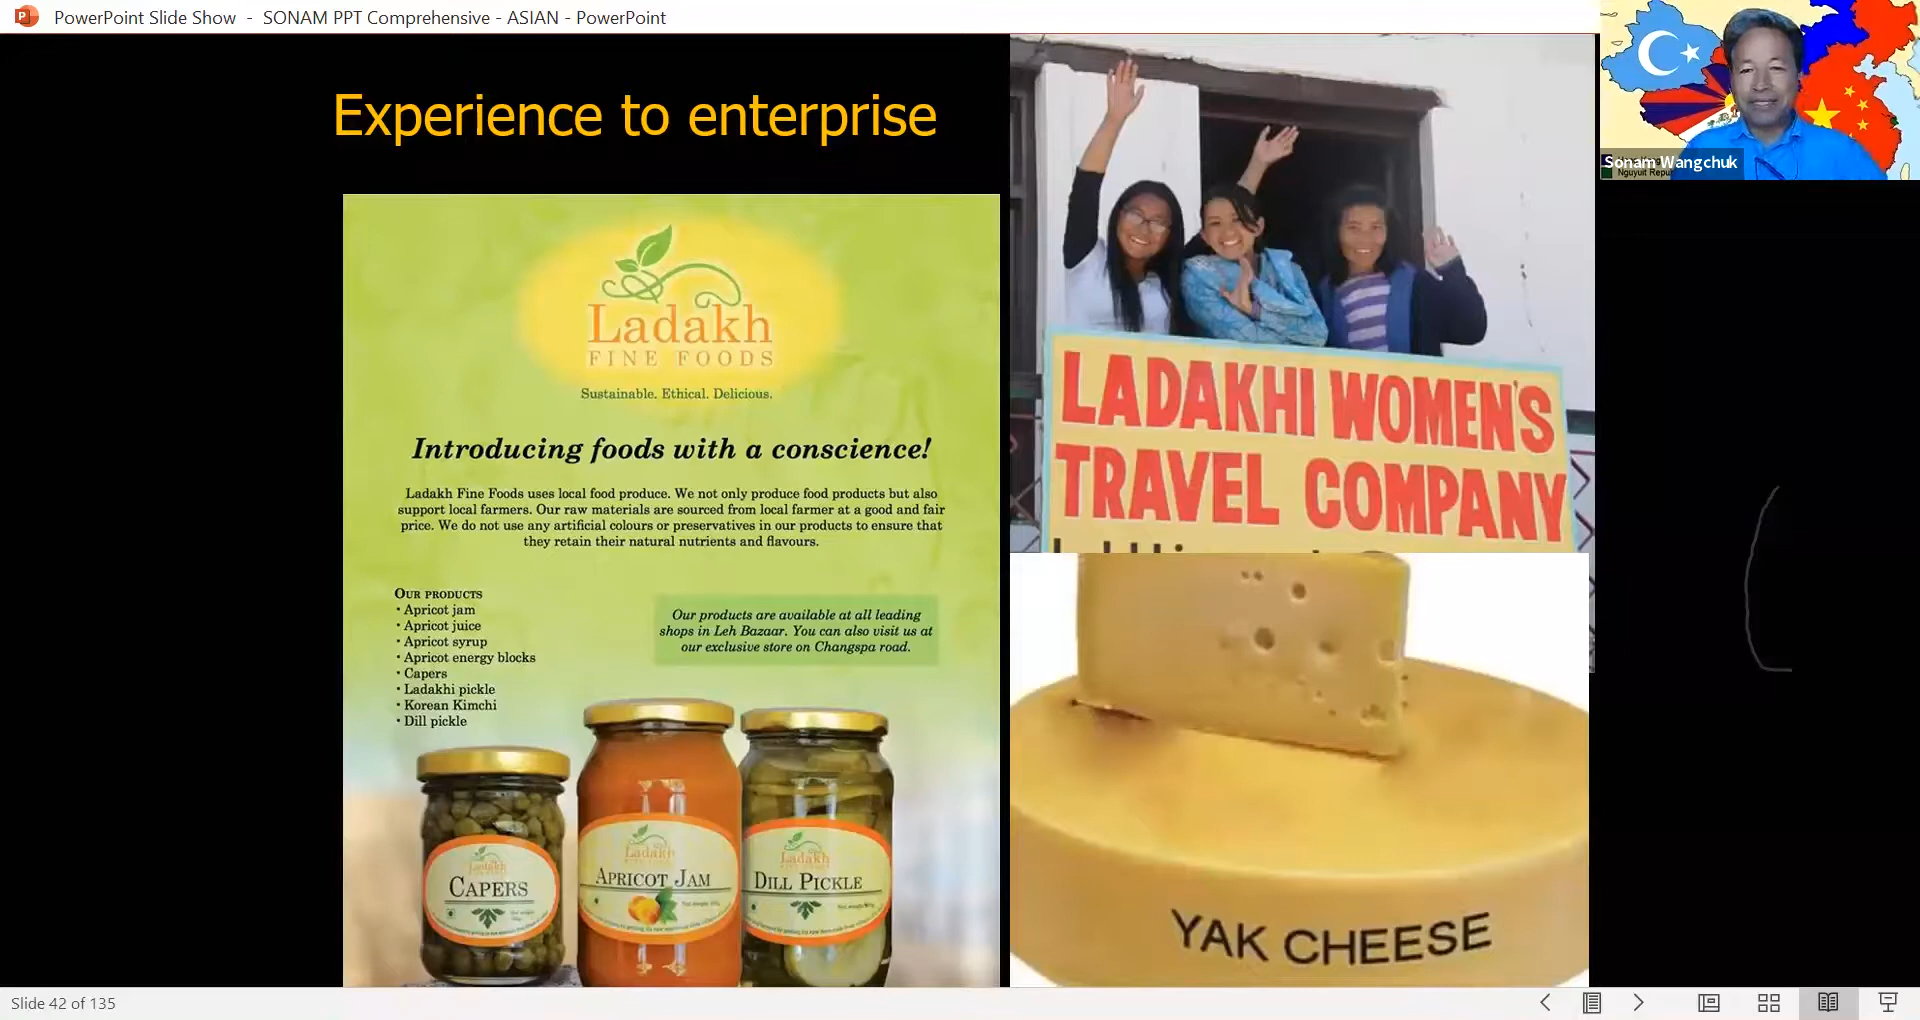 PowerPoint Slide Show - SONAM PPT Comprehensive - ASIAN - PowerPoint
Sonam Wangchuk
Experience to enterprise
Ladakh
FINE FOODS
Sustainable. Ethical. Delicious.
Introducing foods with a conscience!
Ladakh Fine Foods uses local food produce. We not only produce food products but also
support local farmers. Our raw materials are sourced from local farmer at a good and fair
price. We do not use any artificial colours or preservatives in our products to ensure that
they retain their natural nutrients and flavours.
OUR PRODUCTS
• Apricot jam
• Apricot juice
• Apricot syrup
• Apricot energy blocks
• Capers
• Ladakhi pickle
• Korean Kimchi
• Dill pickle
Our products are available at all leading
shops in Leh Bazaar. You can also visit us at
our exclusive store on Changspa road.
Ladakh
CAPERS
Ladakh
APRICOT JAM
Ladakh
DILL PICKLE
LADAKHI WOMEN'S
TRAVEL COMPANY
YAK CHEESE
Slide 42 of 135